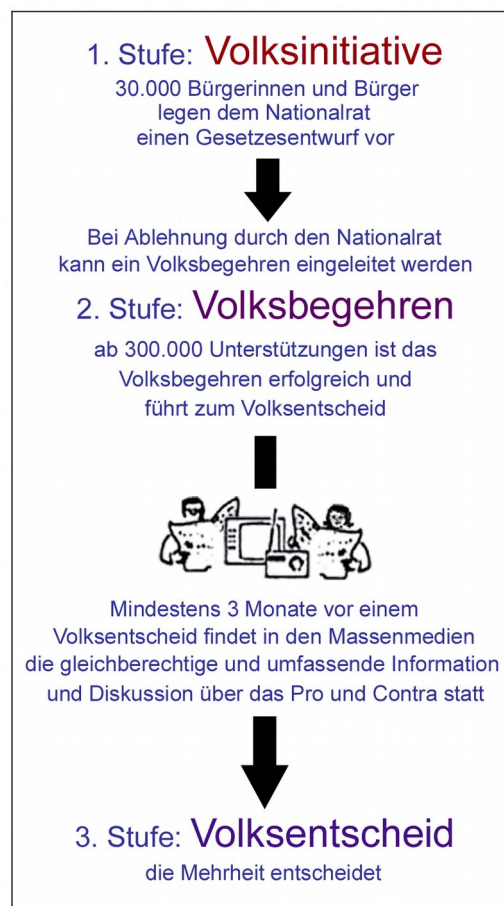 1. Stufe: Volksinitiative
30.000 Bürgerinnen und Bürger
legen dem Nationalrat
einen Gesetzesentwurf vor
Bei Ablehnung durch den Nationalrat
kann ein Volksbegehren eingeleitet werden
2. Stufe: Volksbegehren
ab 300.000 Unterstützungen ist das
Volksbegehren erfolgreich und
führt zum Volksentscheid
Mindestens 3 Monate vor einem
Volksentscheid findet in den Massenmedien
die gleichberechtige und umfassende Information
und Diskussion über das Pro und Contra statt
3. Stufe: Volksentscheid
die Mehrheit entscheidet